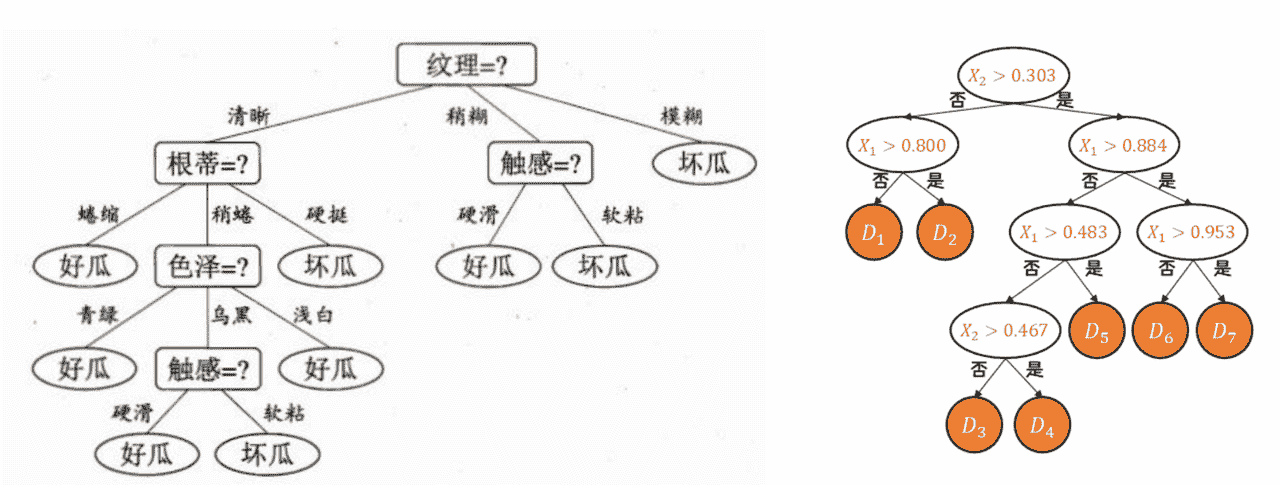 纹理=?
清晰
稍糊
模糊
根蒂=?
触感=?
坏瓜
蜷缩
稍蜷
硬挺
硬滑
软粘
好瓜
色泽=?
坏瓜
好瓜
坏瓜
青绿
乌黑
浅白
好瓜
触感=?
好瓜
硬滑
软粘
好瓜
坏瓜
X₂ > 0.303
否
是
X₁ > 0.800
X₁ > 0.884
否
是
否
是
D₁
D₂
X₁ > 0.483
X₁ > 0.953
否
是
否
是
X₂ > 0.467
D₅
D₆
D₇
否
是
D₃
D₄